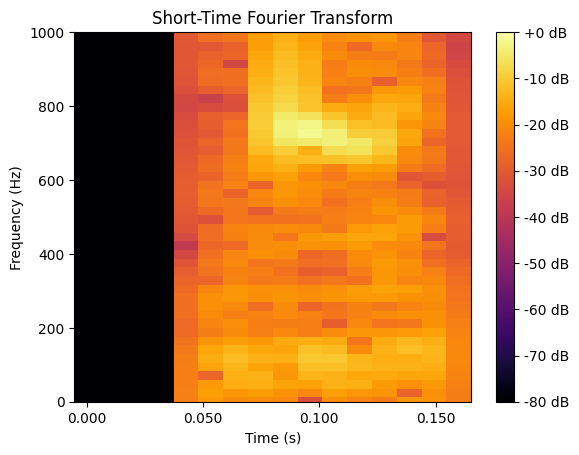 Short-Time Fourier Transform
1000
800
600
400
200
0
Frequency (Hz)
0.000
0.050
0.100
0.150
Time (s)
+0 dB
-10 dB
-20 dB
-30 dB
-40 dB
-50 dB
-60 dB
-70 dB
-80 dB